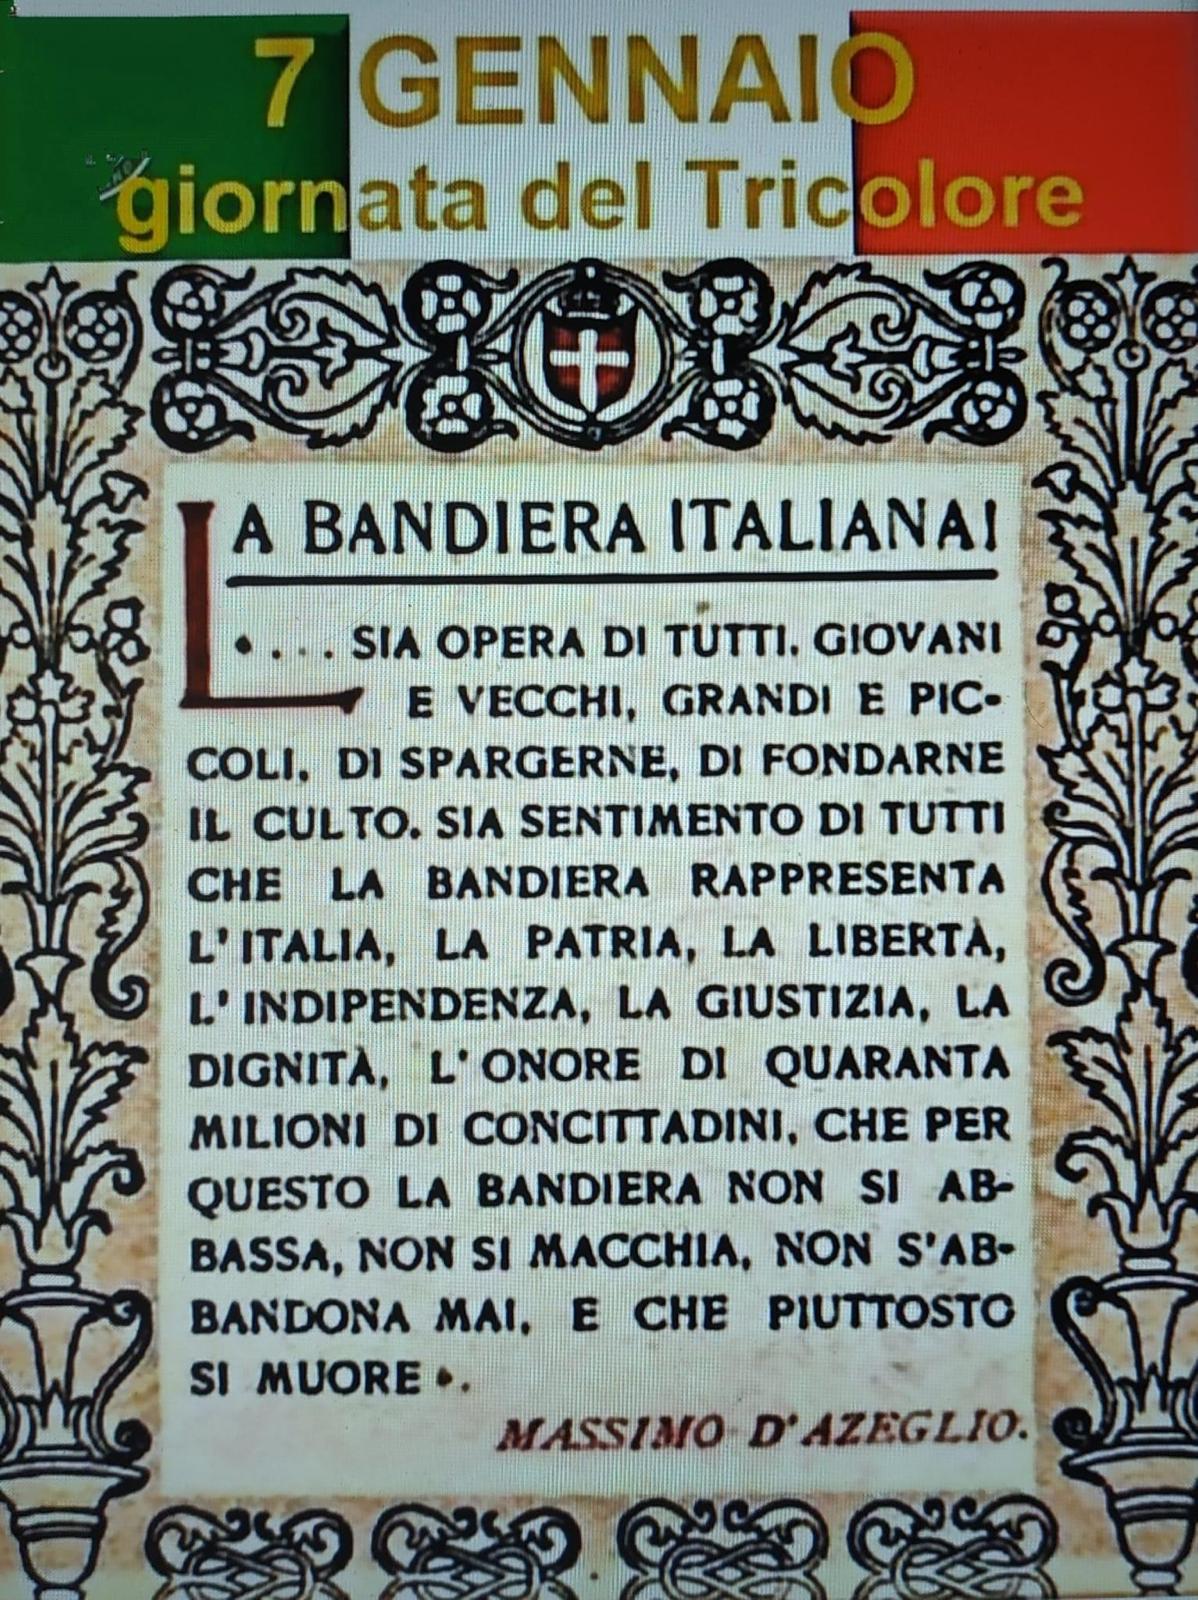 7 GENNAIO
giornata del Tricolore
LA BANDIERA ITALIANA!
.... SIA OPERA DI TUTTI, GIOVANI
E VECCHI, GRANDI E PIC-
COLI, DI SPARGERNE, DI FONDARNE
IL CULTO. SIA SENTIMENTO DI TUTTI
CHE LA BANDIERA RAPPRESENTA
L'ITALIA, LA PATRIA, LA LIBERTÀ,
L'INDIPENDENZA, LA GIUSTIZIA, LA
DIGNITÀ, L'ONORE DI QUARANTA
MILIONI DI CONCITTADINI, CHE PER
QUESTO LA BANDIERA NON SI AB-
BASSA, NON SI MACCHIA, NON S'AB-
BANDONA MAI, E CHE PIUTTOSTO
SI MUORE..
MASSIMO D'AZEGLIO.